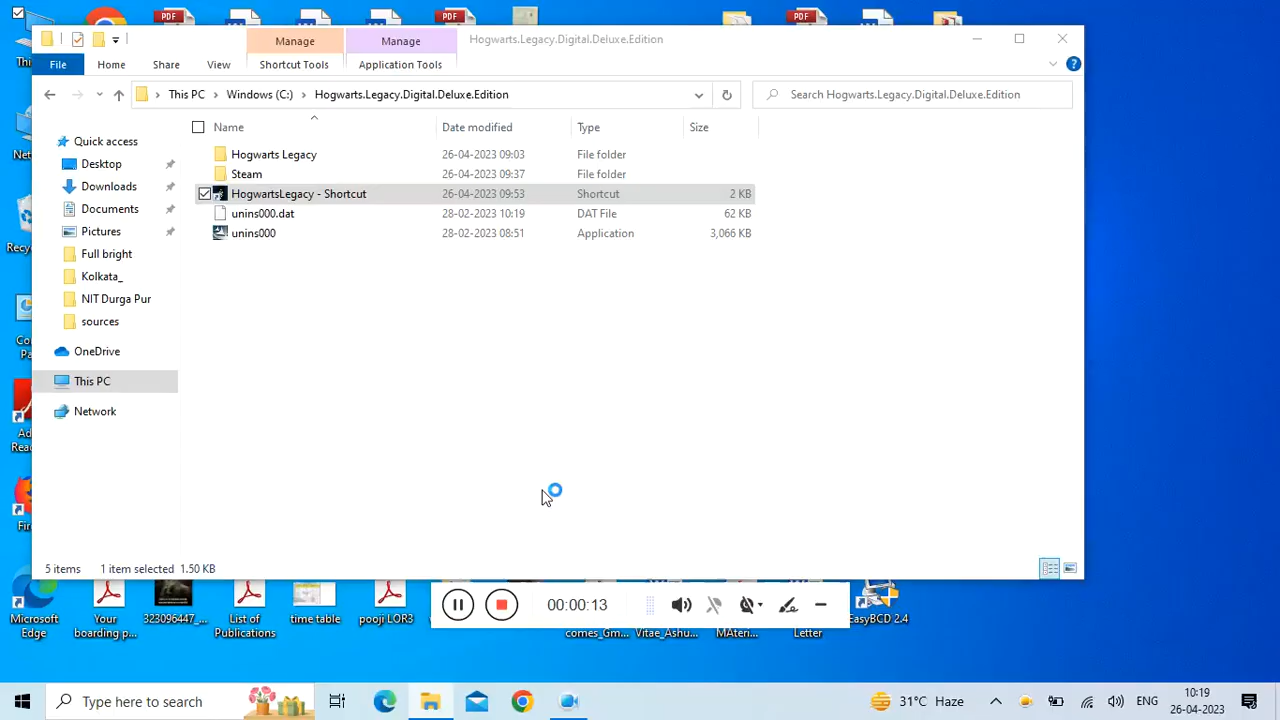 PDF
PDF
PDF
Manage
Manage
Hogwarts.Legacy.Digital.Deluxe.Edition
File
Home
Share
View
Shortcut Tools
Application Tools
This PC
Windows (C:)
Hogwarts.Legacy.Digital.Deluxe.Edition
Search Hogwarts.Legacy.Digital.Deluxe.Edition
Name
Date modified
Type
Size
Quick access
Desktop
Downloads
Documents
Pictures
Full bright
Kolkata_
NIT Durga Pur
sources
OneDrive
This PC
Network
Hogwarts Legacy 26-04-2023 09:03 File folder
Steam 26-04-2023 09:37 File folder
HogwartsLegacy - Shortcut 26-04-2023 09:53 Shortcut 2 KB
unins000.dat 28-02-2023 10:19 DAT File 62 KB
unins000 28-02-2023 08:51 Application 3,066 KB
5 items 1 item selected 1.50 KB
00:00:13
Microsoft
Edge
Your
boarding p...
323096447_...
List of
Publications
time table
pooji LOR3
comes_Gm...
Vitae_Ashu...
MAteri...
Letter
EasyBCD 2.4
Type here to search
31°C Haze
ENG
10:19
26-04-2023